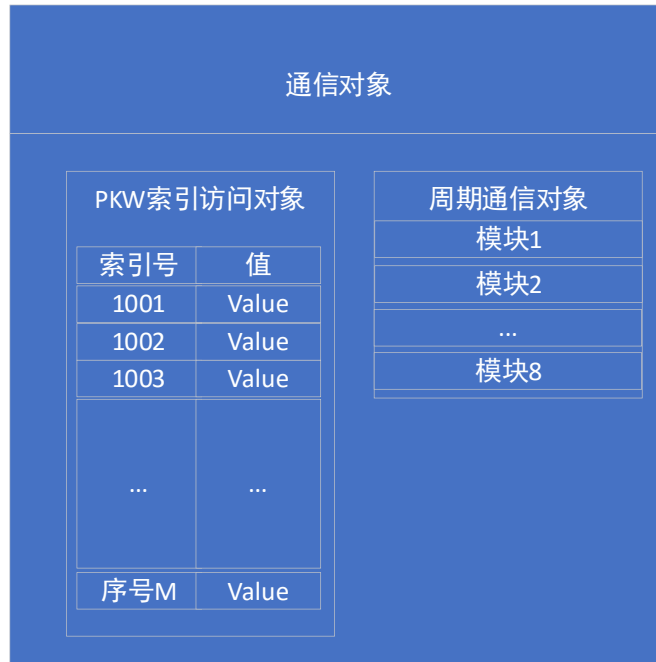 通信对象
PKW索引访问对象
索引号 值
1001 Value
1002 Value
1003 Value
... ...
序号M Value
周期通信对象
模块1
模块2
...
模块8